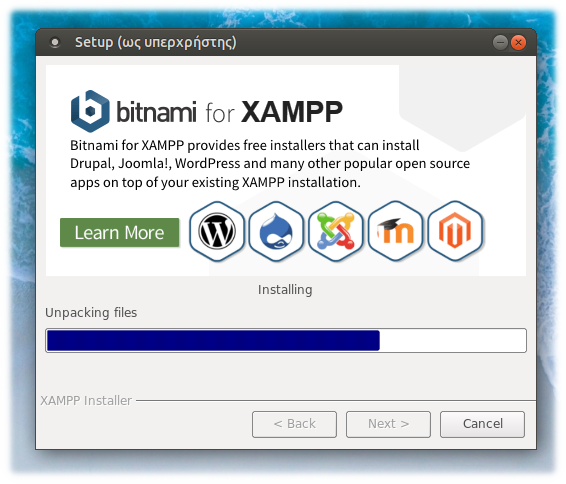 Setup (ως υπερχρήστης)
bitnami for XAMPP
Bitnami for XAMPP provides free installers that can install
Drupal, Joomla!, WordPress and many other popular open source
apps on top of your existing XAMPP installation.
Learn More
Installing
Unpacking files
XAMPP Installer
< Back
Next >
Cancel